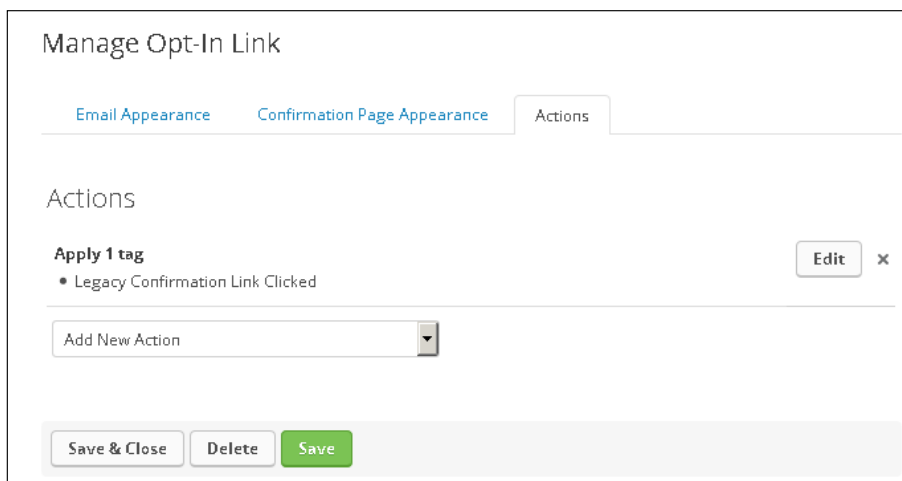 Manage Opt-In Link
Email Appearance Confirmation Page Appearance Actions
Actions
Apply 1 tag
Edit ×
• Legacy Confirmation Link Clicked
Add New Action
Save & Close Delete Save